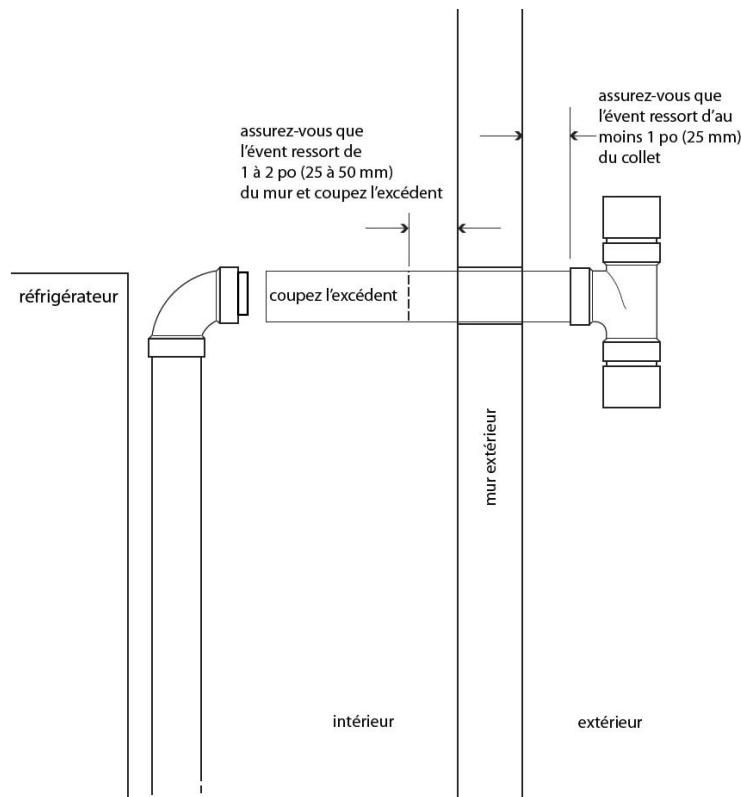 assurez-vous que
l'évent ressort d'au
moins 1 po (25 mm)
du collet
assurez-vous que
l'évent ressort de
1 à 2 po (25 à 50 mm)
du mur et coupez l'excédent
réfrigérateur
coupez l'excédent
mur extérieur
intérieur
extérieur